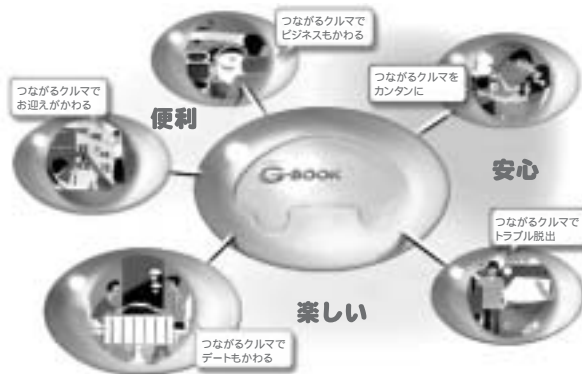 つながるクルマで
ビジネスもかわる
つながるクルマで
お迎えがかわる
便利
つながるクルマを
カンタンに
G-BOOK
安心
つながるクルマで
トラブル脱出
楽しい
つながるクルマで
デートもかわる